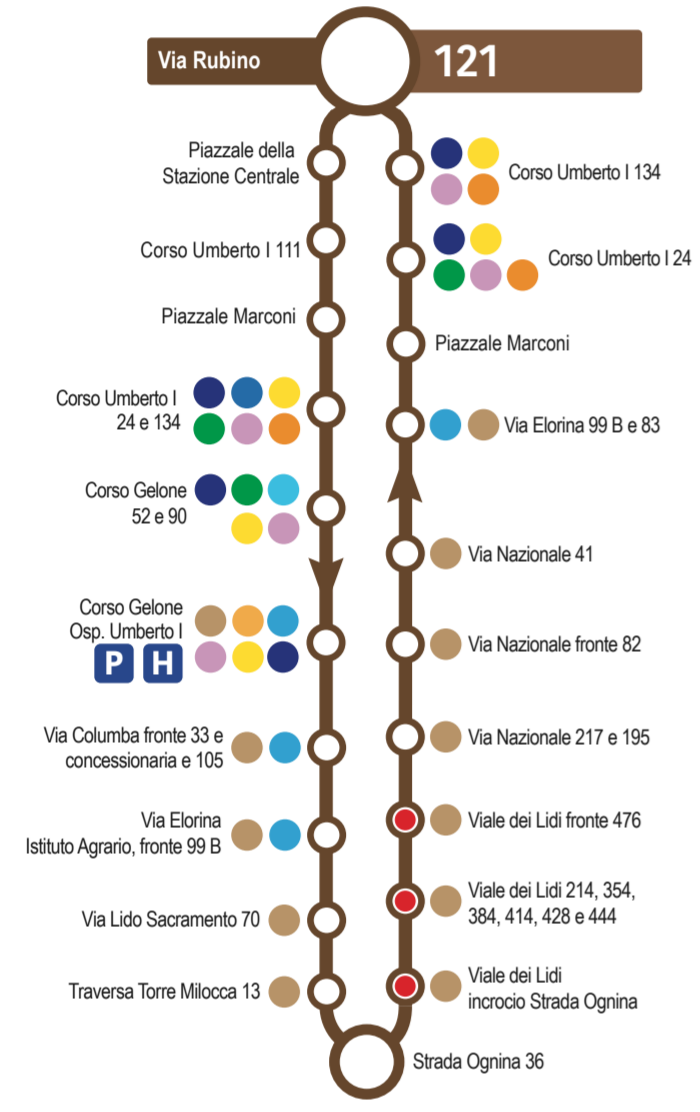 Via Rubino
121
Piazzale della
Stazione Centrale
Corso Umberto I 111
Piazzale Marconi
Corso Umberto I
24 e 134
Corso Gelone
52 e 90
Corso Gelone
Osp. Umberto I
P H
Via Columba fronte 33 e
concessionaria e 105
Via Elorina
Istituto Agrario, fronte 99 B
Via Lido Sacramento 70
Traversa Torre Milocca 13
Corso Umberto I 134
Corso Umberto I 24
Piazzale Marconi
Via Elorina 99 B e 83
Via Nazionale 41
Via Nazionale fronte 82
Via Nazionale 217 e 195
Viale dei Lidi fronte 476
Viale dei Lidi 214, 354,
384, 414, 428 e 444
Viale dei Lidi
incrocio Strada Ognina
Strada Ognina 36